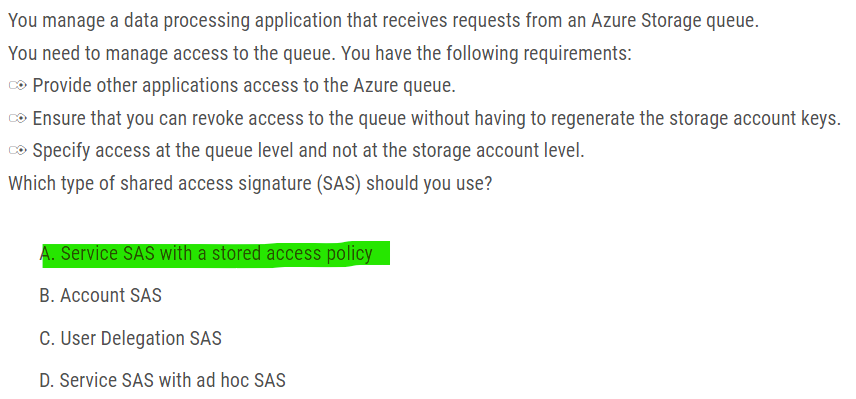 You manage a data processing application that receives requests from an Azure Storage queue.
You need to manage access to the queue. You have the following requirements:
Provide other applications access to the Azure queue.
Ensure that you can revoke access to the queue without having to regenerate the storage account keys.
Specify access at the queue level and not at the storage account level.
Which type of shared access signature (SAS) should you use?
A. Service SAS with a stored access policy
B. Account SAS
C. User Delegation SAS
D. Service SAS with ad hoc SAS